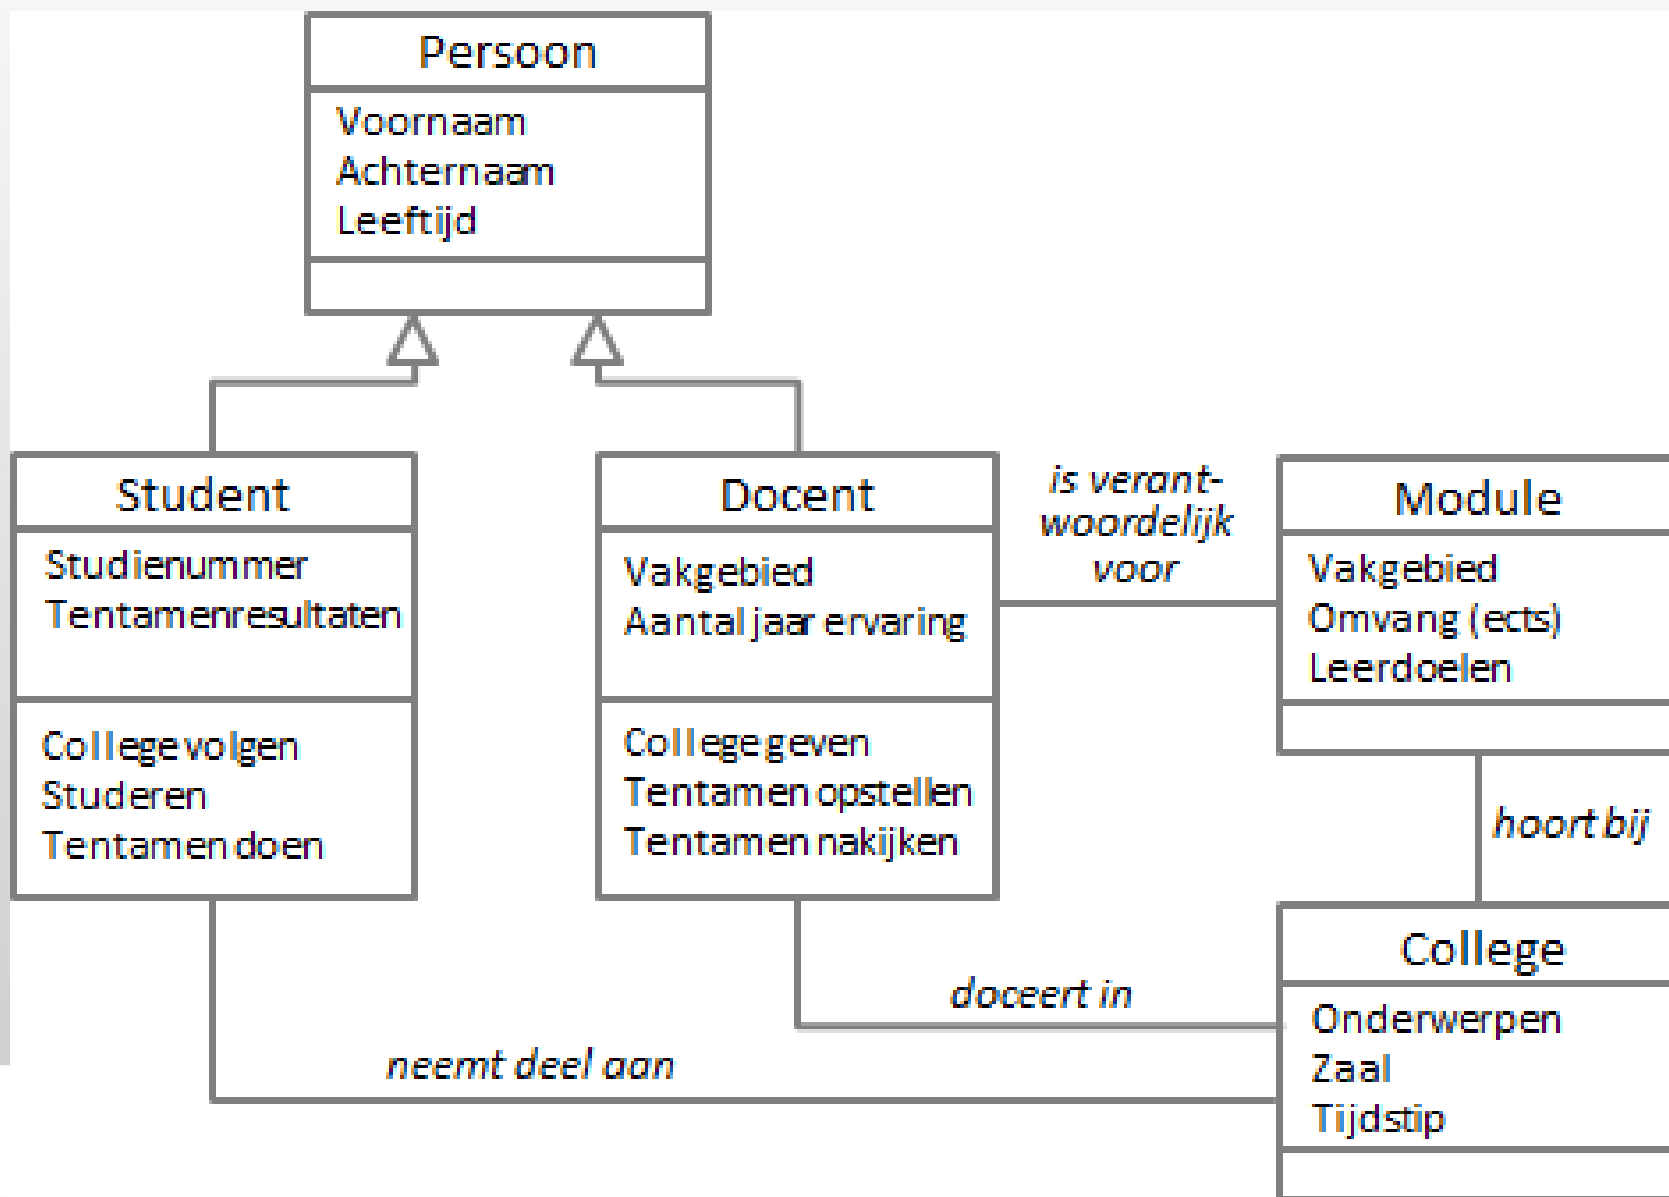 Persoon
Voornaam
Achternaam
Leeftijd
Student
Studienummer
Tentamenresultaten
College volgen
Studeren
Tentamen doen
Docent
Vakgebied
Aantal jaar ervaring
College geven
Tentamen opstellen
Tentamen nakijken
is verant-
woordelijk
voor
Module
Vakgebied
Omvang (ects)
Leerdoelen
hoort bij
College
Onderwerpen
Zaal
Tijdstip
doceert in
neemt deel aan